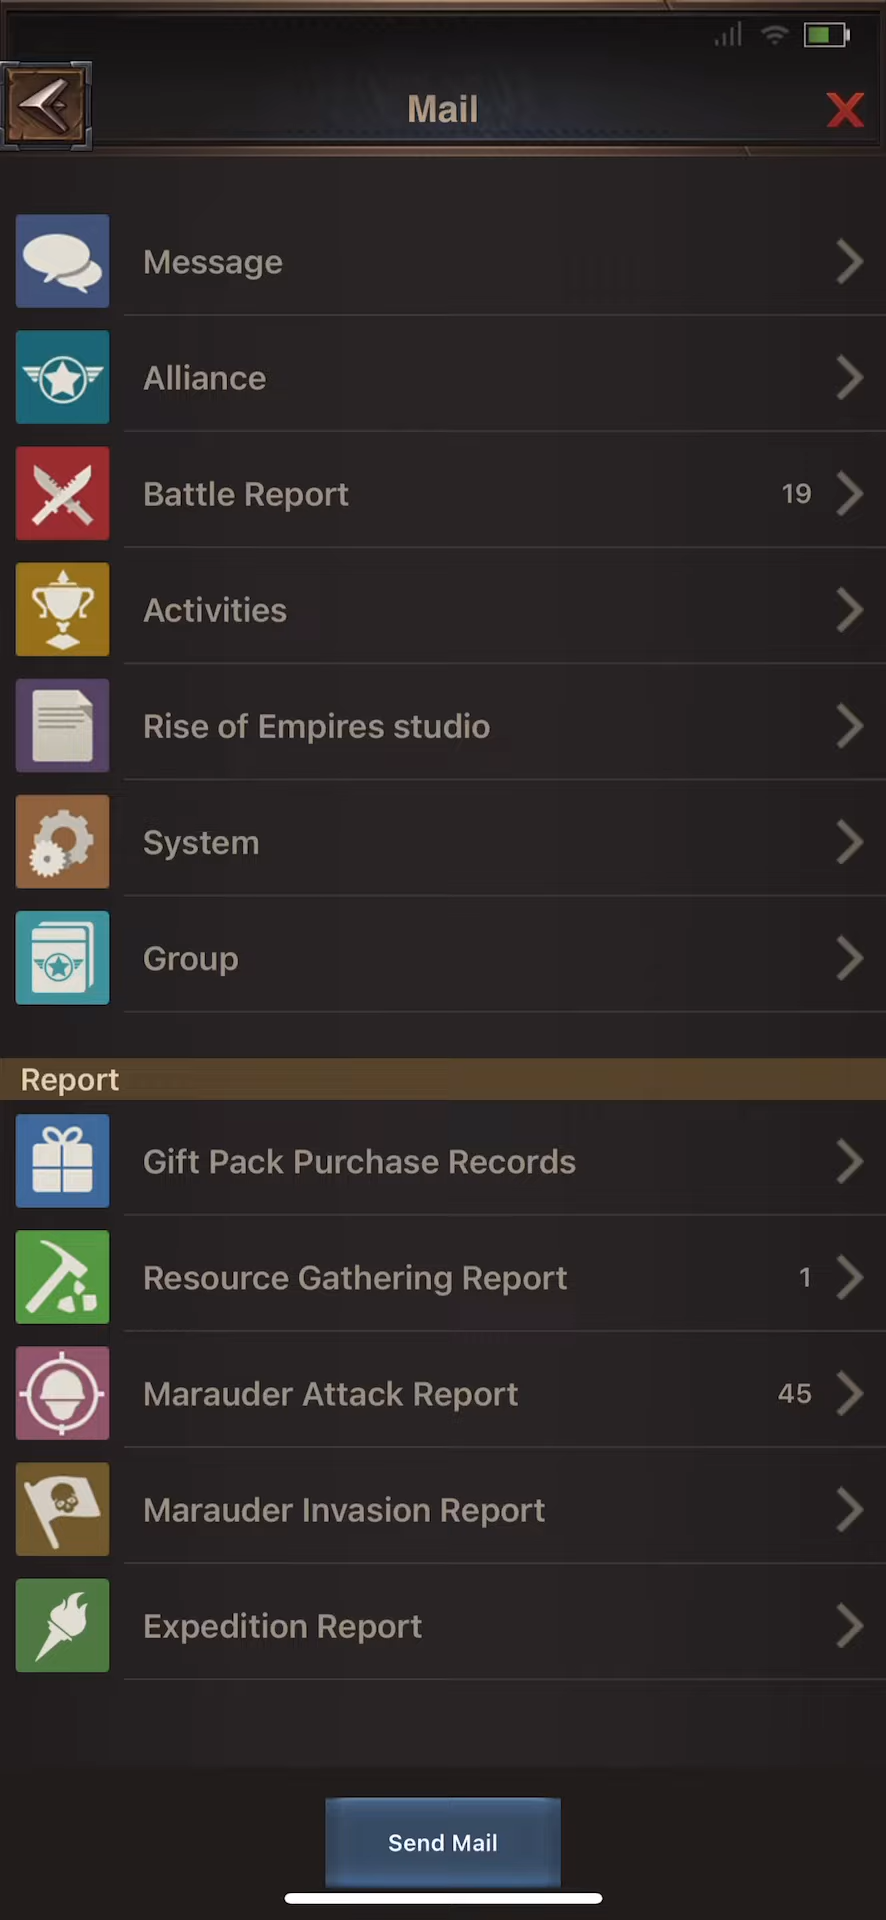 Mail
Message
Alliance
Battle Report 19
Activities
Rise of Empires studio
System
Group
Report
Gift Pack Purchase Records
Resource Gathering Report 1
Marauder Attack Report 45
Marauder Invasion Report
Expedition Report
Send Mail